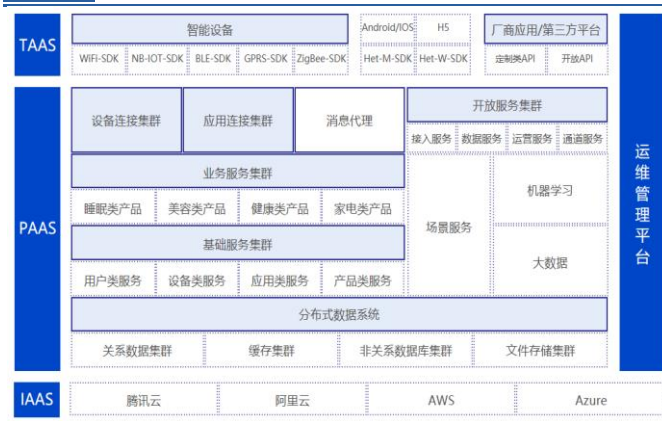 TAAS
智能设备
Android/IOS H5
厂商应用/第三方平台
WIFI-SDK NB-IOT-SDK BLE-SDK GPRS-SDK ZigBee-SDK Het-M-SDK Het-W-SDK 定制类API 开放API
PAAS
设备连接集群 应用连接集群 消息代理 开放服务集群
接入服务 数据服务 运营服务 通道服务
业务服务集群
睡眠类产品 美容类产品 健康类产品 家电类产品
场景服务
机器学习
基础服务集群
用户类服务 设备类服务 应用类服务 产品类服务
大数据
分布式数据系统
关系数据集群 缓存集群 非关系数据库集群 文件存储集群
IAAS 腾讯云 阿里云 AWS Azure
运维管理平台